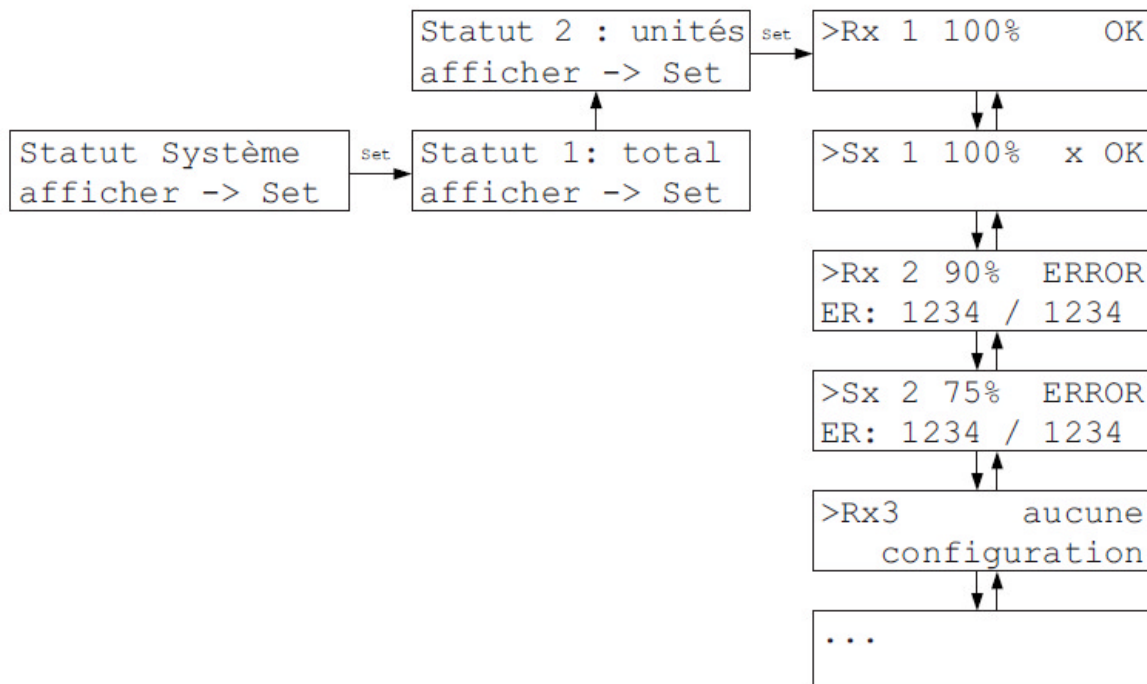 Statut 2 : unités
afficher -> Set
Set
>Rx 1 100% OK
Statut Système
afficher -> Set
Set
Statut 1: total
afficher -> Set
>Sx 1 100% x OK
>Rx 2 90% ERROR
ER: 1234 / 1234
>Sx 2 75% ERROR
ER: 1234 / 1234
>Rx3 aucune
configuration
...